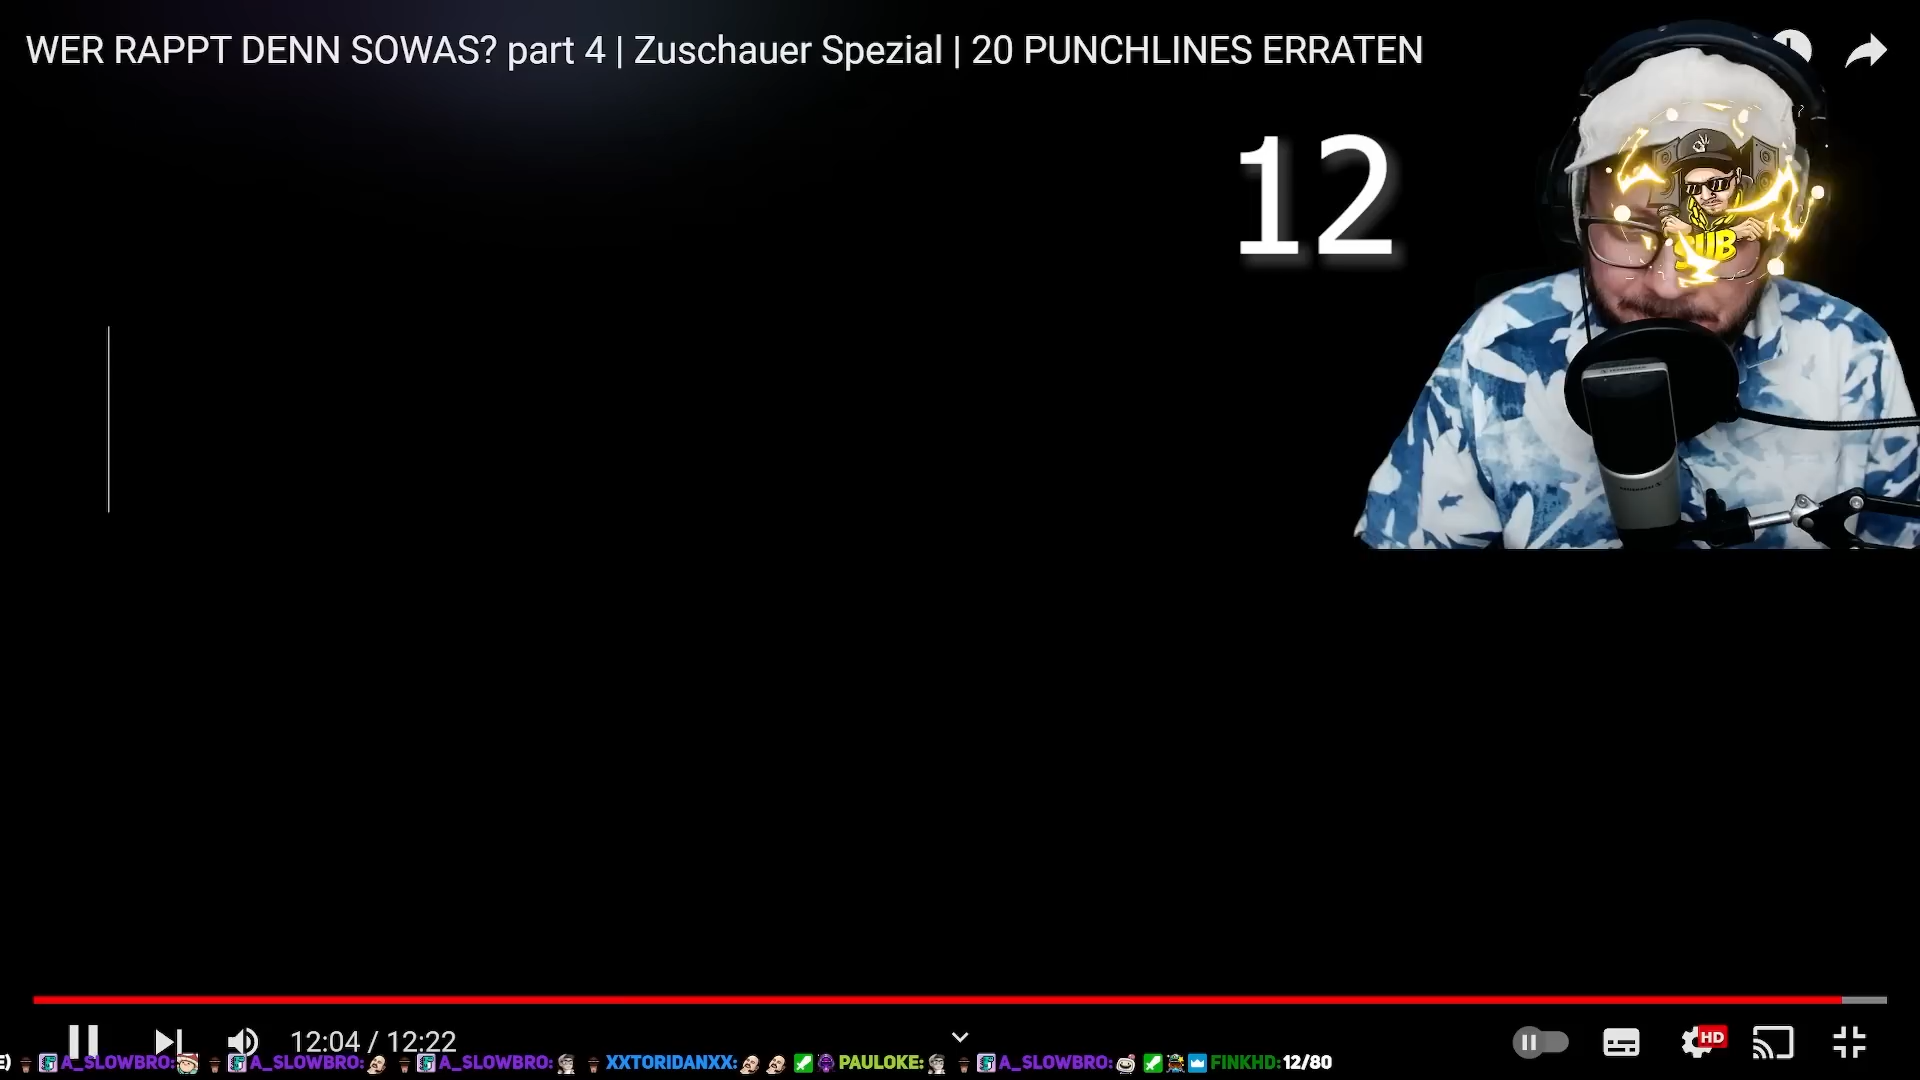 WER RAPPT DENN SOWAS? part 4 | Zuschauer Spezial | 20 PUNCHLINES ERRATEN
12
SUB
12:04 / 12:22
HD
E) A_SLOWBRO: A_SLOWBRO: A_SLOWBRO: XXTORIDANXX: PAULOKE: A_SLOWBRO: FINKHD: 12/80